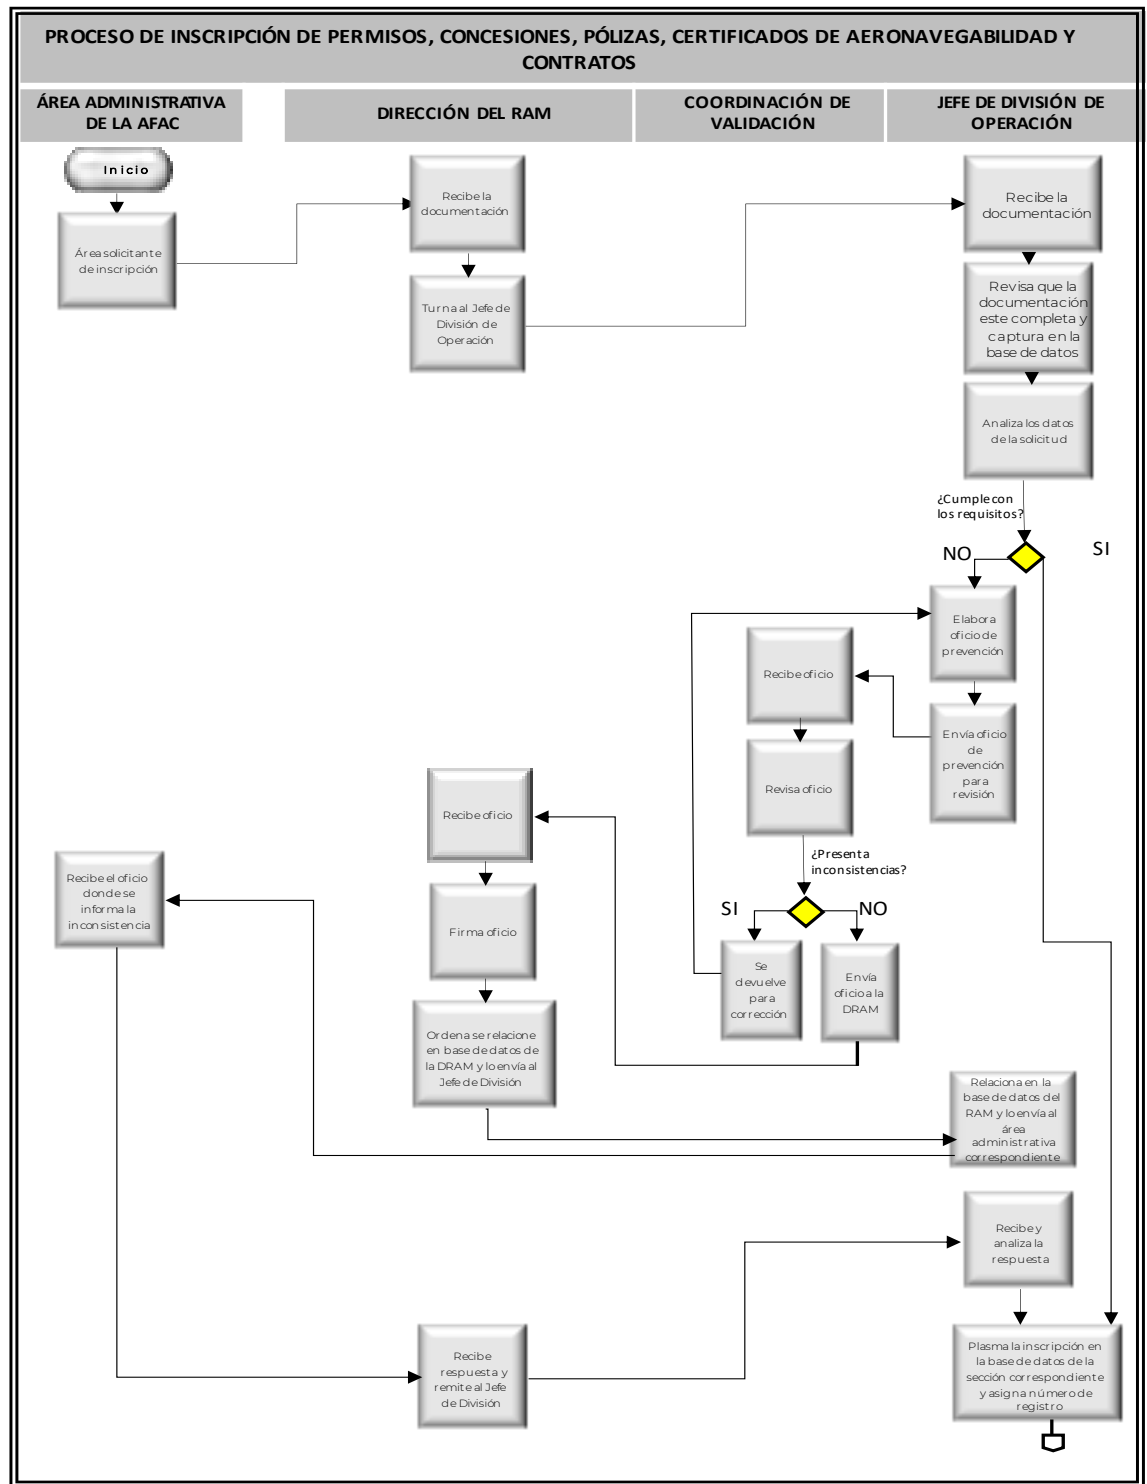 PROCESO DE INSCRIPCIÓN DE PERMISOS, CONCESIONES, PÓLIZAS, CERTIFICADOS DE AERONAVEGABILIDAD Y
CONTRATOS
ÁREA ADMINISTRATIVA
DE LA AFAC
DIRECCIÓN DEL RAM
COORDINACIÓN DE
VALIDACIÓN
JEFE DE DIVISIÓN DE
OPERACIÓN
Inicio
Área solicitante
de inscripción
Recibe la
documentación
Turna al Jefe de
División de
Operación
Recibe la
documentación
Revisa que la
documentación
este completa y
captura en la
base de datos
Analiza los datos
de la solicitud
¿Cumple con
los requisitos?
NO
SI
Elabora
oficio de
prevención
Envía oficio
de
prevención
para
revisión
Recibe oficio
Revisa oficio
¿Presenta
inconsistencias?
SI
NO
Se
devuelve
para
corrección
Envía
oficio a la
DRAM
Recibe oficio
Firma oficio
Ordena se relacione
en base de datos de
la DRAM y lo envía al
Jefe de División
Relaciona en la
base de datos del
RAM y lo envía al
área
administrativa
correspondiente
Recibe el oficio
donde se
informa la
inconsistencia
Recibe
respuesta y
remite al Jefe
de División
Recibe y
analiza la
respuesta
Plasma la inscripción en
la base de datos de la
sección correspondiente
y asigna número de
registro